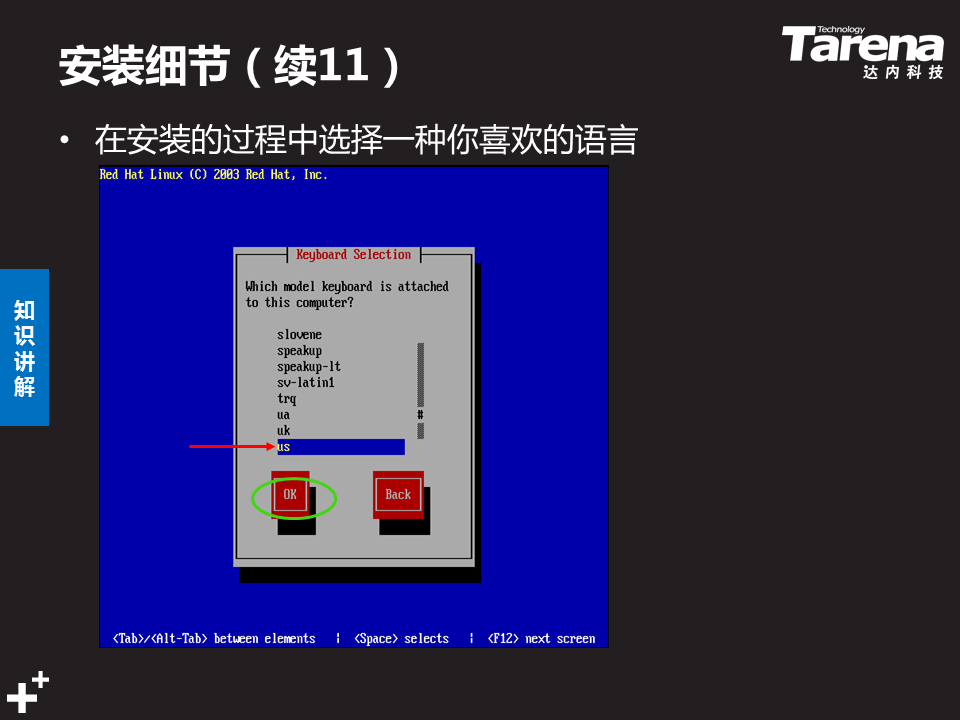 安装细节（续11）
Technology
Tarena
达内科技
• 在安装的过程中选择一种你喜欢的语言
Red Hat Linux (C) 2003 Red Hat, Inc.
Keyboard Selection
Which model keyboard is attached
to this computer?
slovene
speakup
speakup-lt
sv-latin1
trq
ua #
uk
us
OK Back
<Tab>/<Alt-Tab> between elements | <Space> selects | <F12> next screen
知识讲解